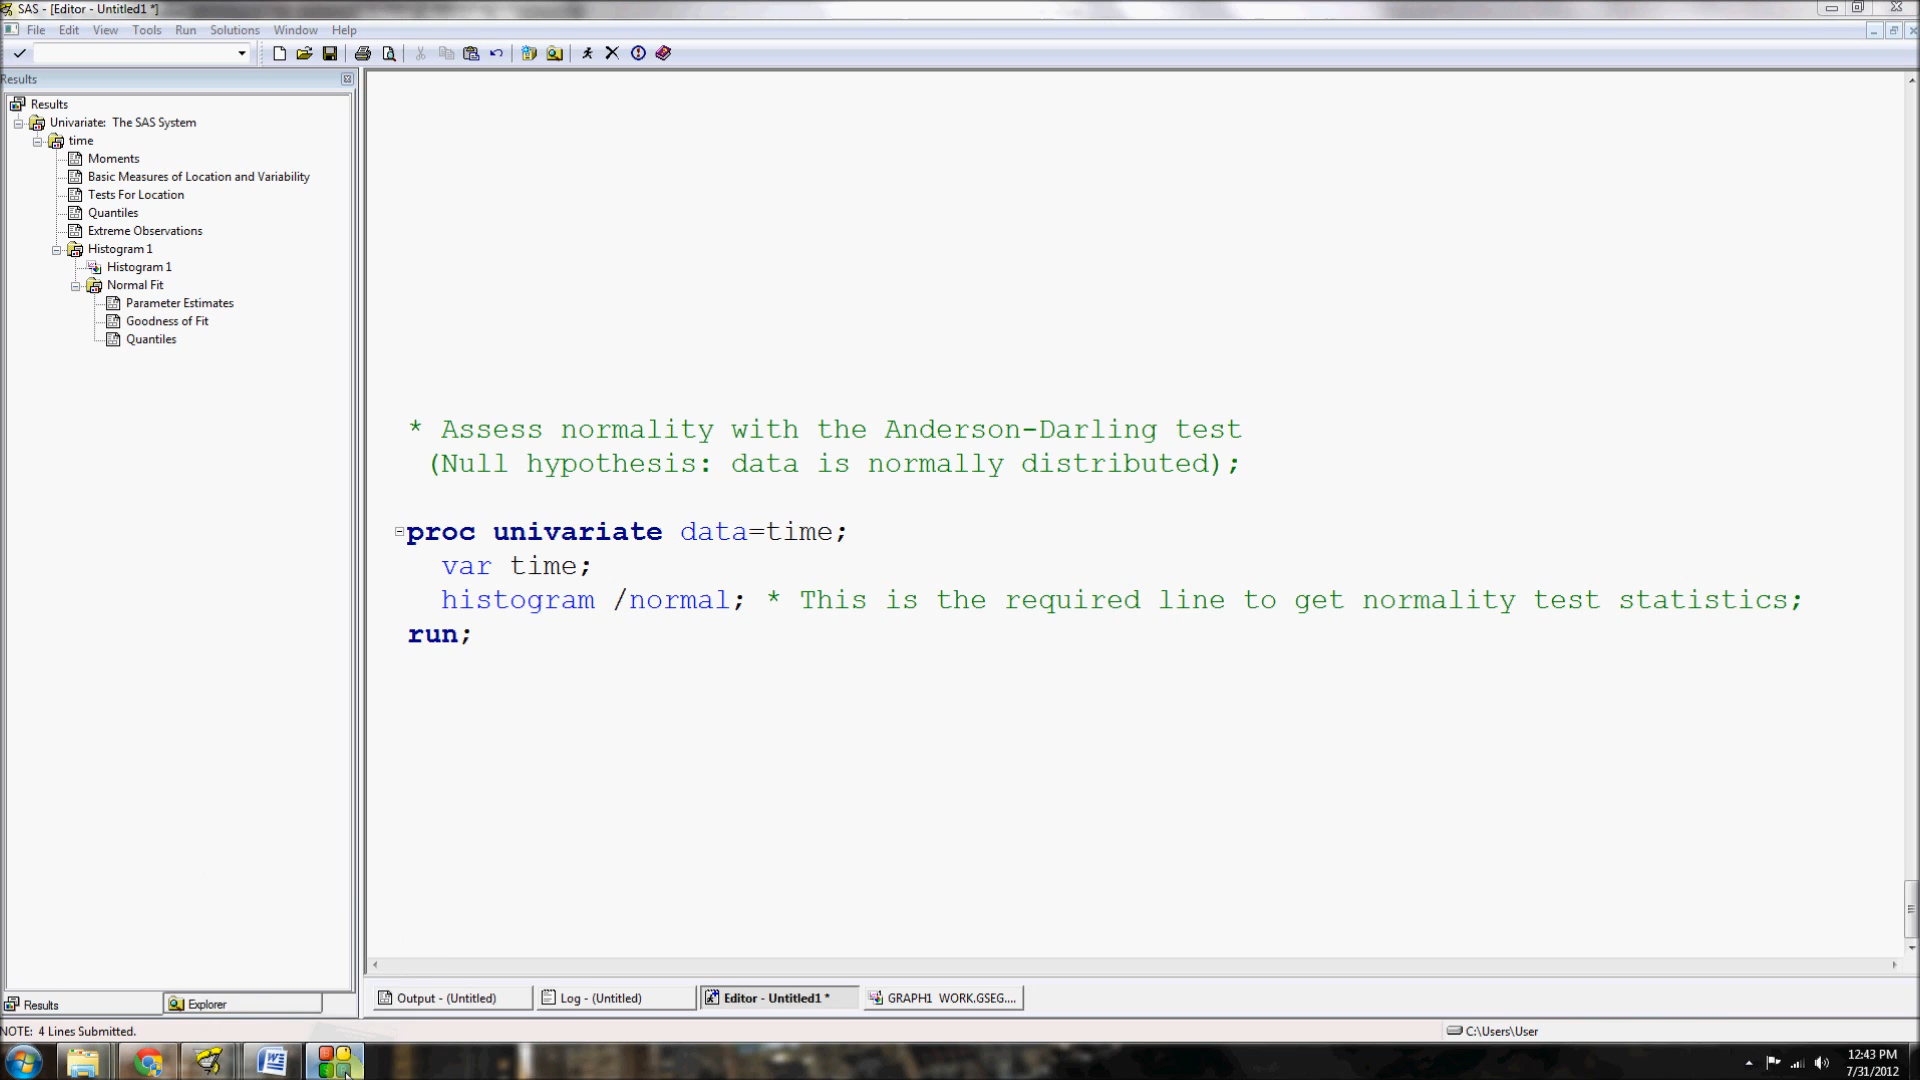 SAS - [Editor - Untitled1 *]
File Edit View Tools Run Solutions Window Help
Results
Results
Univariate: The SAS System
time
Moments
Basic Measures of Location and Variability
Tests For Location
Quantiles
Extreme Observations
Histogram 1
Histogram 1
Normal Fit
Parameter Estimates
Goodness of Fit
Quantiles
* Assess normality with the Anderson-Darling test
(Null hypothesis: data is normally distributed);
proc univariate data=time;
var time;
histogram /normal; * This is the required line to get normality test statistics;
run;
Results Explorer
Output - (Untitled) Log - (Untitled) Editor - Untitled1 * GRAPH1 WORK.GSEG....
NOTE: 4 Lines Submitted. C:\Users\User
12:43 PM
7/31/2012